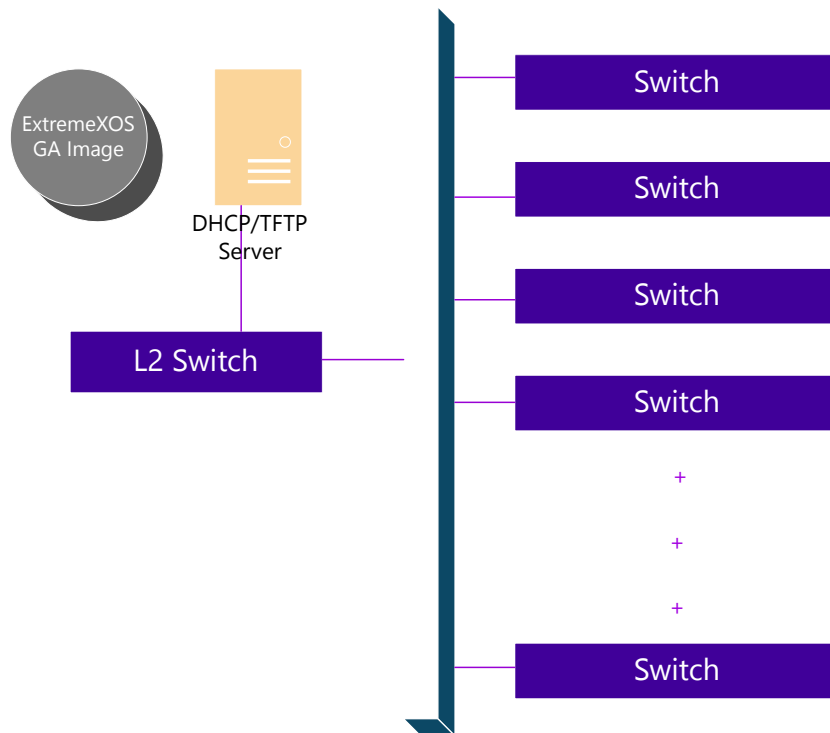 ExtremeXOS
GA Image
DHCP/TFTP
Server
L2 Switch
Switch
Switch
Switch
Switch
+
+
+
Switch